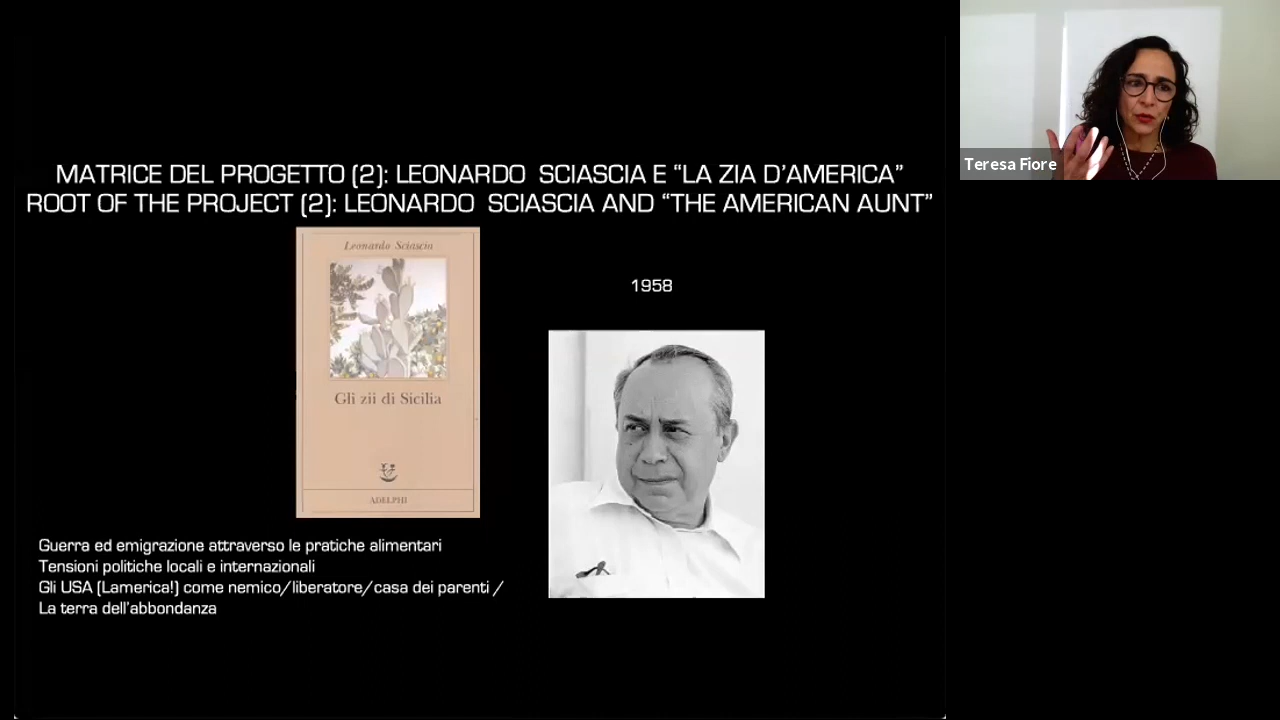 MATRICE DEL PROGETTO (2): LEONARDO SCIASCIA E “LA ZIA D’AMERICA”
ROOT OF THE PROJECT (2): LEONARDO SCIASCIA AND “THE AMERICAN AUNT”
Leonardo Sciascia
Gli zii di Sicilia
ADELPHI
1958
Guerra ed emigrazione attraverso le pratiche alimentari
Tensioni politiche locali e internazionali
Gli USA (Lamerica!) come nemico/liberatore/casa dei parenti /
La terra dell’abbondanza
Teresa Fiore